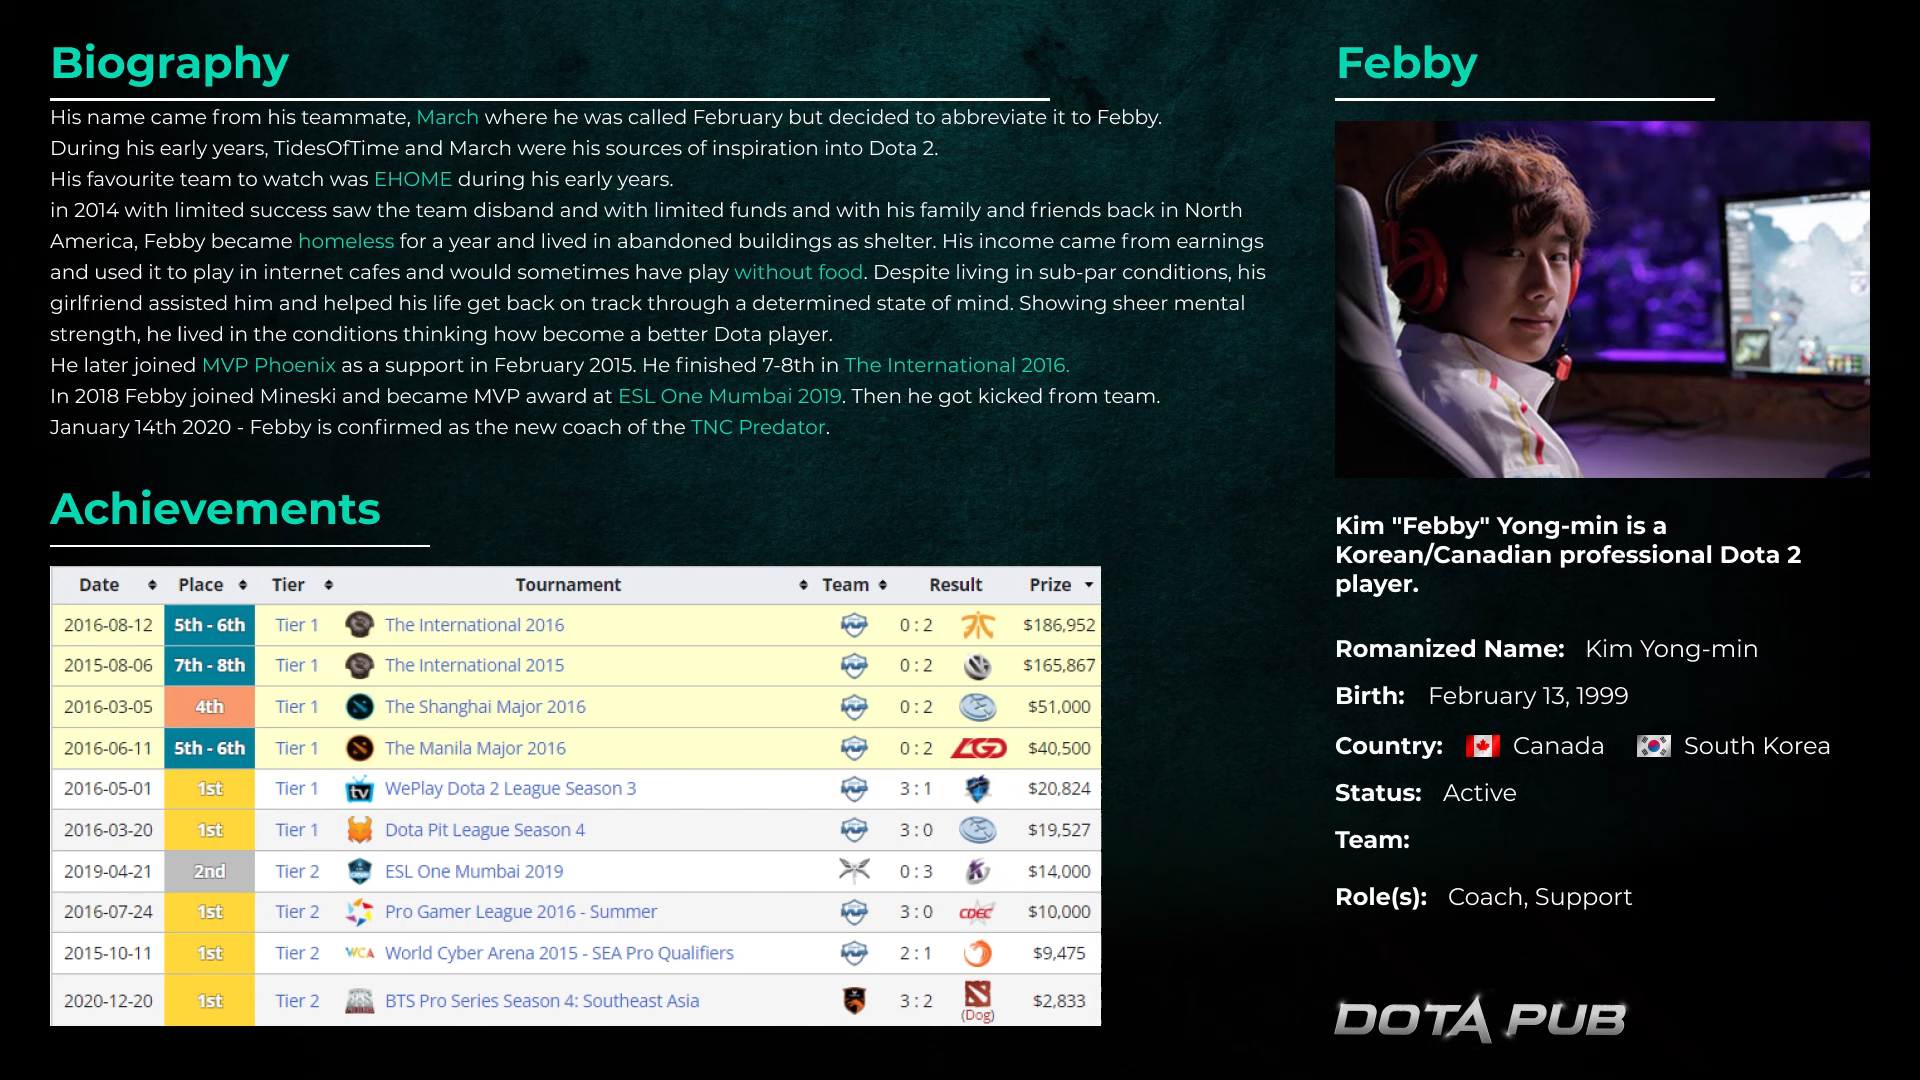 Biography
His name came from his teammate, March where he was called February but decided to abbreviate it to Febby.
During his early years, TidesOfTime and March were his sources of inspiration into Dota 2.
His favourite team to watch was EHOME during his early years.
in 2014 with limited success saw the team disband and with limited funds and with his family and friends back in North
America, Febby became homeless for a year and lived in abandoned buildings as shelter. His income came from earnings
and used it to play in internet cafes and would sometimes have play without food. Despite living in sub-par conditions, his
girlfriend assisted him and helped his life get back on track through a determined state of mind. Showing sheer mental
strength, he lived in the conditions thinking how become a better Dota player.
He later joined MVP Phoenix as a support in February 2015. He finished 7-8th in The International 2016.
In 2018 Febby joined Mineski and became MVP award at ESL One Mumbai 2019. Then he got kicked from team.
January 14th 2020 - Febby is confirmed as the new coach of the TNC Predator.
Achievements
Date Place Tier Tournament Team Result Prize
2016-08-12 5th - 6th Tier 1 The International 2016 0 : 2 $186,952
2015-08-06 7th - 8th Tier 1 The International 2015 0 : 2 $165,867
2016-03-05 4th Tier 1 The Shanghai Major 2016 0 : 2 $51,000
2016-06-11 5th - 6th Tier 1 The Manila Major 2016 0 : 2 LGD $40,500
2016-05-01 1st Tier 1 tv WePlay Dota 2 League Season 3 3 : 1 $20,824
2016-03-20 1st Tier 1 Dota Pit League Season 4 3 : 0 $19,527
2019-04-21 2nd Tier 2 ESL One Mumbai 2019 0 : 3 $14,000
2016-07-24 1st Tier 2 Pro Gamer League 2016 - Summer 3 : 0 CDEC $10,000
2015-10-11 1st Tier 2 WCA World Cyber Arena 2015 - SEA Pro Qualifiers 2 : 1 $9,475
2020-12-20 1st Tier 2 BTS Pro Series Season 4: Southeast Asia 3 : 2 (Dog) $2,833
Febby
Kim "Febby" Yong-min is a
Korean/Canadian professional Dota 2
player.
Romanized Name: Kim Yong-min
Birth: February 13, 1999
Country: Canada South Korea
Status: Active
Team:
Role(s): Coach, Support
DOTA PUB